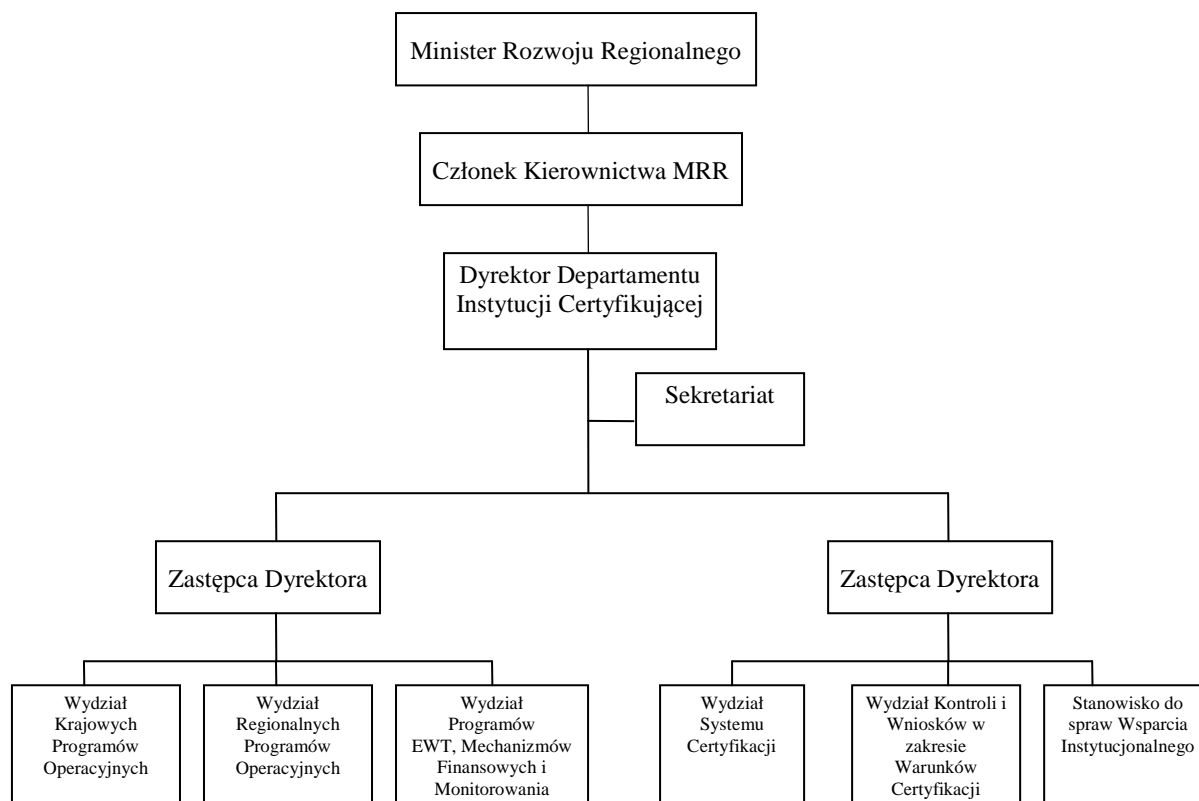 Minister Rozwoju Regionalnego
Członek Kierownictwa MRR
Dyrektor Departamentu
Instytucji Certyfikującej
Sekretariat
Zastępca Dyrektora
Zastępca Dyrektora
Wydział
Krajowych
Programów
Operacyjnych
Wydział
Regionalnych
Programów
Operacyjnych
Wydział
Programów
EWT, Mechanizmów
Finansowych i
Monitorowania
Wydział
Systemu
Certyfikacji
Wydział Kontroli i
Wniosków w
zakresie
Warunków
Certyfikacji
Stanowisko do
spraw Wsparcia
Instytucjonalnego